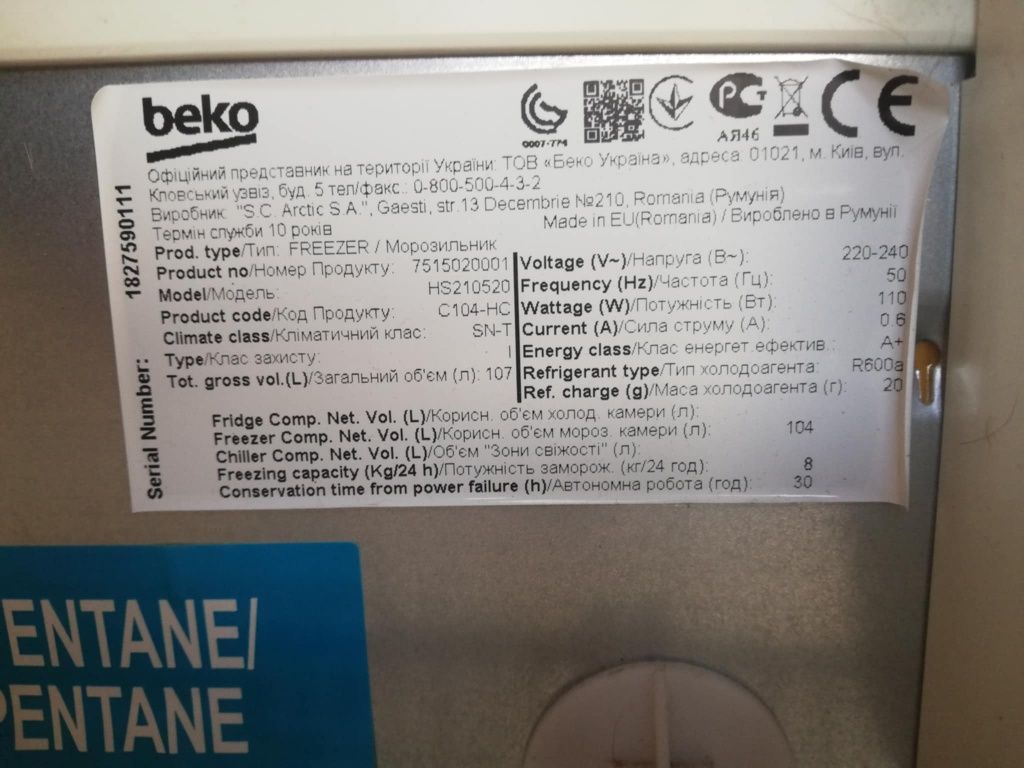 beko
0007-774
АЯ46
CE
Офіційний представник на території України: ТОВ «Беко Україна», адреса: 01021, м. Київ, вул.
Кловський узвіз, буд. 5 тел/факс.: 0-800-500-4-3-2
Виробник: "S.C. Arctic S.A.", Gaesti, str.13 Decembrie №210, Romania (Румунія)
Термін служби 10 років
Made in EU(Romania) / Вироблено в Румунії
Serial Number: 1827590111
Prod. type/Тип: FREEZER / Морозильник
Product no/Номер Продукту: 7515020001
Model/Модель: HS210520
Product code/Код Продукту: C104-HC
Climate class/Кліматичний клас: SN-T
Type/Клас захисту: I
Tot. gross vol.(L)/Загальний об'єм (л): 107
Voltage (V~)/Напруга (В~): 220-240
Frequency (Hz)/Частота (Гц): 50
Wattage (W)/Потужність (Вт): 110
Current (A)/Сила струму (А): 0.6
Energy class/Клас енергет.ефектив.: A+
Refrigerant type/Тип холодоагента: R600a
Ref. charge (g)/Маса холодоагента (г): 20
Fridge Comp. Net. Vol. (L)/Корисн. об'єм холод. камери (л):
Freezer Comp. Net. Vol. (L)/Корисн. об'єм мороз. камери (л): 104
Chiller Comp. Net. Vol. (L)/Об'єм "Зони свіжості" (л):
Freezing capacity (Kg/24 h)/Потужність заморож. (кг/24 год): 8
Conservation time from power failure (h)/Автономна робота (год): 30
ENTANE/
PENTANE